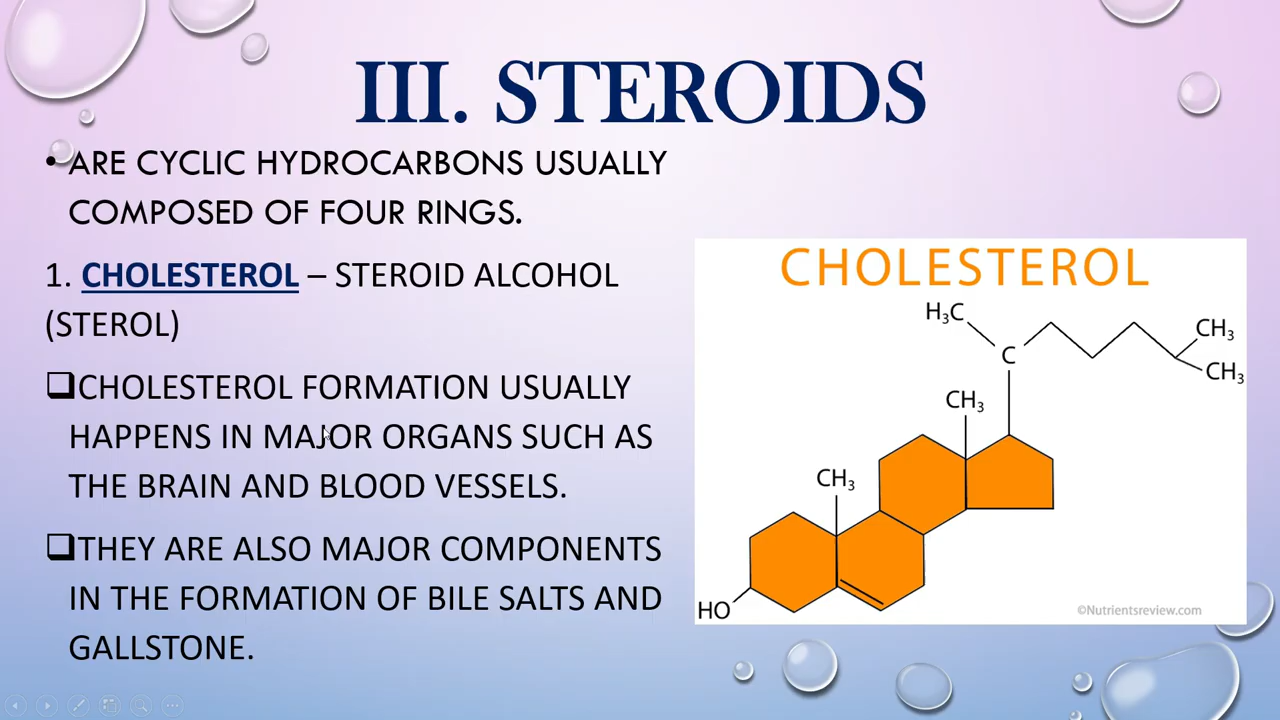 III. STEROIDS
• ARE CYCLIC HYDROCARBONS USUALLY
COMPOSED OF FOUR RINGS.
1. CHOLESTEROL – STEROID ALCOHOL
(STEROL)
❑CHOLESTEROL FORMATION USUALLY
HAPPENS IN MAJOR ORGANS SUCH AS
THE BRAIN AND BLOOD VESSELS.
❑THEY ARE ALSO MAJOR COMPONENTS
IN THE FORMATION OF BILE SALTS AND
GALLSTONE.
CHOLESTEROL
H₃C
CH₃
C
CH₃
CH₃
CH₃
HO
©Nutrientsreview.com